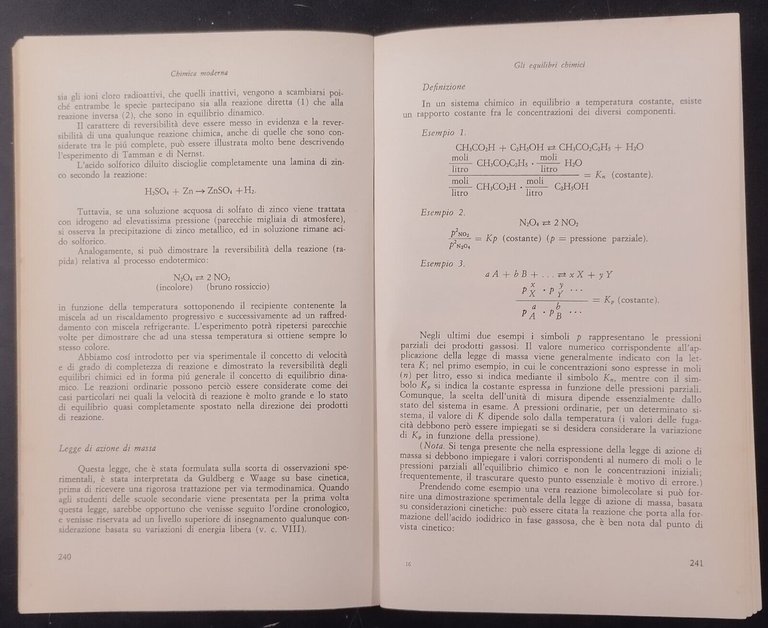 Chimica moderna
sia gli ioni cloro radioattivi, che quelli inattivi, vengono a scambiarsi poi-
ché entrambe le specie partecipano sia alla reazione diretta (1) che alla
reazione inversa (2), che sono in equilibrio dinamico.
Il carattere di reversibilità deve essere messo in evidenza e la rever-
sibilità di una qualunque reazione chimica, anche di quelle che sono con-
siderate tra le piú complete, può essere illustrata molto bene descrivendo
l'esperimento di Tamman e di Nernst.
L'acido solforico diluito discioglie completamente una lamina di zin-
co secondo la reazione:
H₂SO₄ + Zn → ZnSO₄ + H₂.
Tuttavia, se una soluzione acquosa di solfato di zinco viene trattata
con idrogeno ad elevatissima pressione (parecchie migliaia di atmosfere),
si osserva la precipitazione di zinco metallico, ed in soluzione rimane aci-
do solforico.
Analogamente, si può dimostrare la reversibilità della reazione (ra-
pida) relativa al processo endotermico:
N₂O₄ ⇄ 2 NO₂
(incolore) (bruno rossiccio)
in funzione della temperatura sottoponendo il recipiente contenente la
miscela ad un riscaldamento progressivo e successivamente ad un raffred-
damento con miscela refrigerante. L'esperimento potrà ripetersi parecchie
volte per dimostrare che ad una stessa temperatura si ottiene sempre lo
stesso colore.
Abbiamo cosí introdotto per via sperimentale il concetto di velocità
e di grado di completezza di reazione e dimostrato la reversibilità degli
equilibri chimici ed in forma piú generale il concetto di equilibrio dina-
mico. Le reazioni ordinarie possono perciò essere considerate come dei
casi particolari nei quali la velocità di reazione è molto grande e lo stato
di equilibrio quasi completamente spostato nella direzione dei prodotti
di reazione.
Legge di azione di massa
Questa legge, che è stata formulata sulla scorta di osservazioni spe-
rimentali, è stata interpretata da Guldberg e Waage su base cinetica,
prima di ricevere una rigorosa trattazione per via termodinamica. Quando
agli studenti delle scuole secondarie viene presentata per la prima volta
questa legge, sarebbe opportuno che venisse seguito l'ordine cronologico,
e venisse riservata ad un livello superiore di insegnamento qualunque con-
siderazione basata su variazioni di energia libera (v. c. VIII).
240
Gli equilibri chimici
Definizione
In un sistema chimico in equilibrio a temperatura costante, esiste
un rapporto costante fra le concentrazioni dei diversi componenti.
Esempio 1.
CH₃CO₂H + C₂H₅OH ⇄ CH₃CO₂C₂H₅ + H₂O
moli/litro CH₃CO₂C₂H₅ · moli/litro H₂O
= Kₙ (costante).
moli/litro CH₃CO₂H · moli/litro C₂H₅OH
Esempio 2.
N₂O₄ ⇄ 2 NO₂
p²NO₂ / p²N₂O₄ = Kp (costante) (p = pressione parziale).
Esempio 3.
a A + b B + . . . ⇄ x X + y Y
p x X · p y Y ···
= Kₚ (costante).
p a A · p b B ···
Negli ultimi due esempi i simboli p rappresentano le pressioni
parziali dei prodotti gassosi. Il valore numerico corrispondente all'ap-
plicazione della legge di massa viene generalmente indicato con la let-
tera K; nel primo esempio, in cui le concentrazioni sono espresse in moli
(n) per litro, esso si indica mediante il simbolo Kₙ, mentre con il sim-
bolo Kₚ si indica la costante espressa in funzione delle pressioni parziali.
Comunque, la scelta dell'unità di misura dipende essenzialmente dallo
stato del sistema in esame. A pressioni ordinarie, per un determinato si-
stema, il valore di K dipende solo dalla temperatura (i valori delle fuga-
cità debbono però essere impiegati se si desidera considerare la variazione
di Kₚ in funzione della pressione).
(Nota. Si tenga presente che nella espressione della legge di azione di
massa si debbono impiegare i valori corrispondenti al numero di moli o le
pressioni parziali all'equilibrio chimico e non le concentrazioni iniziali;
frequentemente, il trascurare questo punto essenziale è motivo di errore.)
Prendendo come esempio una vera reazione bimolecolare si può for-
nire una dimostrazione sperimentale della legge di azione di massa, basata
su considerazioni cinetiche: può essere citata la reazione che porta alla for-
mazione dell'acido iodidrico in fase gassosa, che è ben nota dal punto di
vista cinetico:
16
241